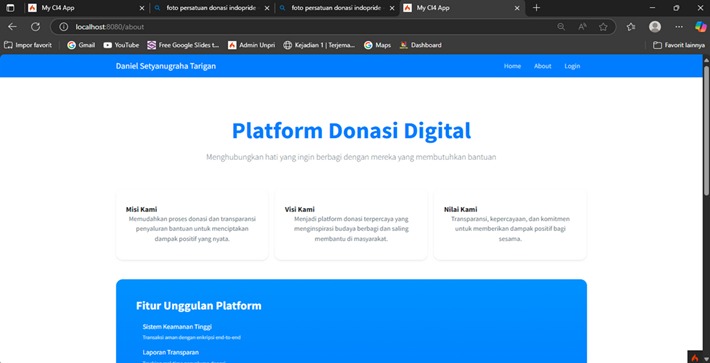 My CI4 App
foto persatuan donasi indopride
foto persatuan donasi indopride
My CI4 App
localhost:8080/about
Impor favorit
Gmail
YouTube
Free Google Slides t...
Admin Unpri
Kejadian 1 | Terjema...
Maps
Dashboard
Favorit lainnya
Daniel Setyanugraha Tarigan
Home
About
Login
Platform Donasi Digital
Menghubungkan hati yang ingin berbagi dengan mereka yang membutuhkan bantuan
Misi Kami
Memudahkan proses donasi dan transparansi
penyaluran bantuan untuk menciptakan
dampak positif yang nyata.
Visi Kami
Menjadi platform donasi terpercaya yang
menginspirasi budaya berbagi dan saling
membantu di masyarakat.
Nilai Kami
Transparansi, kepercayaan, dan komitmen
untuk memberikan dampak positif bagi
sesama.
Fitur Unggulan Platform
Sistem Keamanan Tinggi
Transaksi aman dengan enkripsi end-to-end
Laporan Transparan